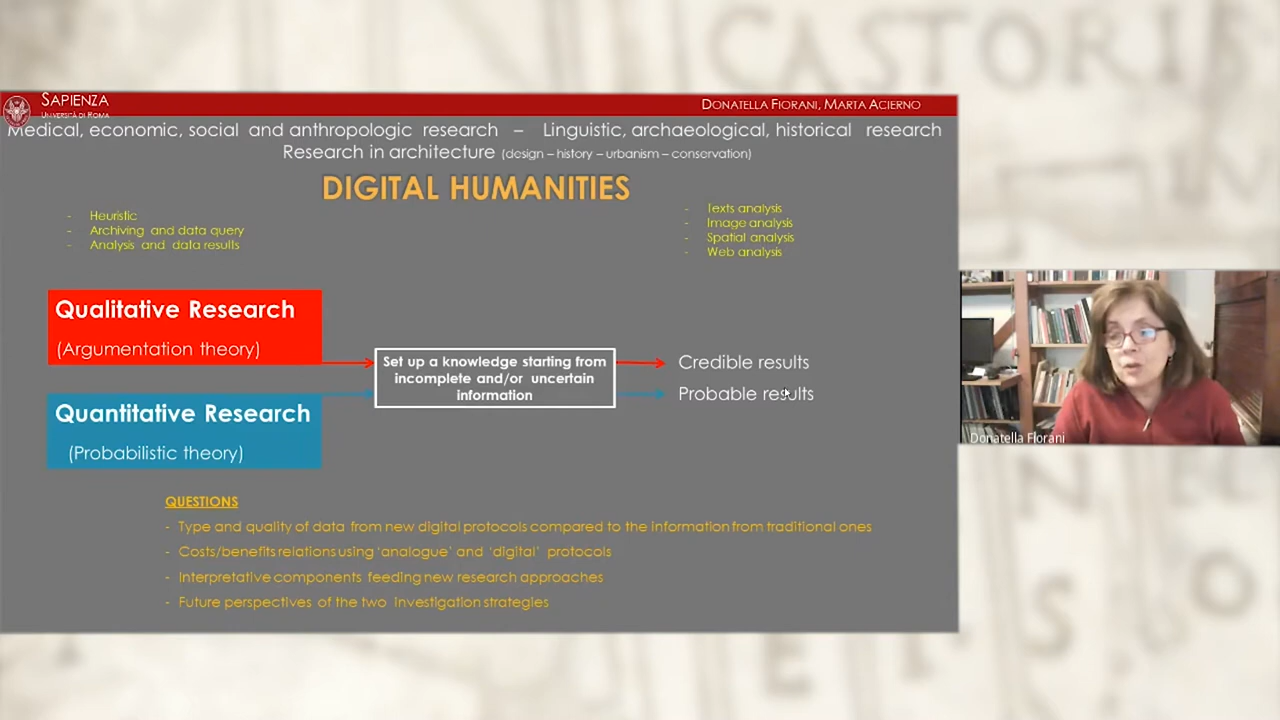 CASTORIS
SAPIENZA
UNIVERSITÀ DI ROMA
DONATELLA FIORANI, MARTA ACIERNO
Medical, economic, social and anthropologic research – Linguistic, archaeological, historical research
Research in architecture (design – history – urbanism – conservation)
DIGITAL HUMANITIES
- Heuristic
- Archiving and data query
- Analysis and data results
- Texts analysis
- Image analysis
- Spatial analysis
- Web analysis
Qualitative Research
(Argumentation theory)
Set up a knowledge starting from
incomplete and/or uncertain
information
Credible results
Probable results
Quantitative Research
(Probabilistic theory)
Donatella Fiorani
QUESTIONS
- Type and quality of data from new digital protocols compared to the information from traditional ones
- Costs/benefits relations using 'analogue' and 'digital' protocols
- Interpretative components feeding new research approaches
- Future perspectives of the two investigation strategies